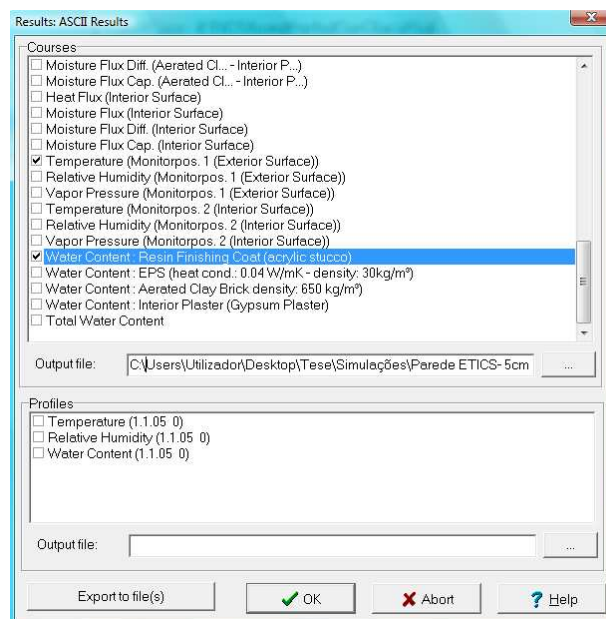 Results: ASCII Results
Courses
Moisture Flux Diff. (Aerated Cl... - Interior P...)
Moisture Flux Cap. (Aerated Cl... - Interior P...)
Heat Flux (Interior Surface)
Moisture Flux (Interior Surface)
Moisture Flux Diff. (Interior Surface)
Moisture Flux Cap. (Interior Surface)
Temperature (Monitorpos. 1 (Exterior Surface))
Relative Humidity (Monitorpos. 1 (Exterior Surface))
Vapor Pressure (Monitorpos. 1 (Exterior Surface))
Temperature (Monitorpos. 2 (Interior Surface))
Relative Humidity (Monitorpos. 2 (Interior Surface))
Vapor Pressure (Monitorpos. 2 (Interior Surface))
Water Content : Resin Finishing Coat (acrylic stucco)
Water Content : EPS (heat cond.: 0.04 W/mK - density: 30kg/m³)
Water Content : Aerated Clay Brick density: 650 kg/m³)
Water Content : Interior Plaster (Gypsum Plaster)
Total Water Content
Output file: C:\Users\Utilizador\Desktop\Tese\Simulações\Parede ETICS- 5cm ...
Profiles
Temperature (1.1.05 0)
Relative Humidity (1.1.05 0)
Water Content (1.1.05 0)
Output file: ...
Export to file(s) OK Abort Help